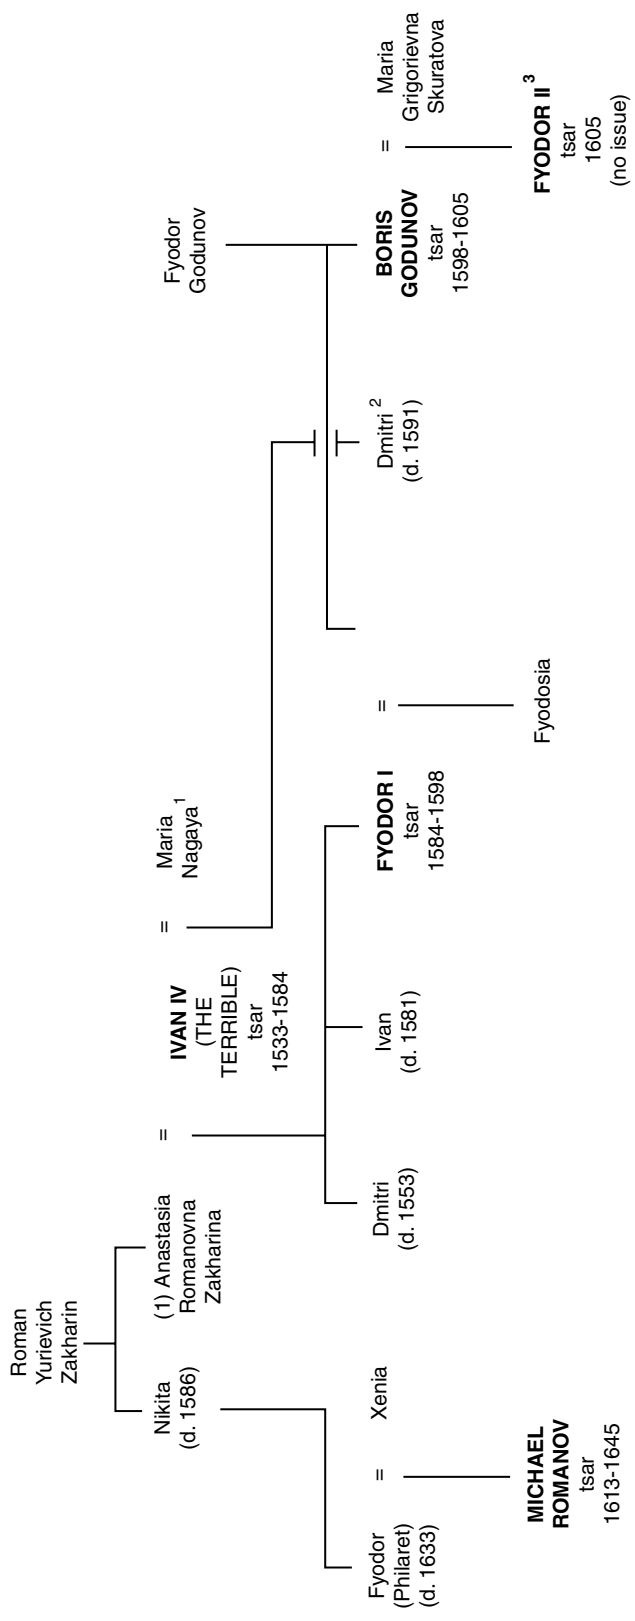 Roman
Yurievich
Zakharin
Nikita
(d. 1586)
(1) Anastasia
Romanovna
Zakharina
=
IVAN IV
(THE
TERRIBLE)
tsar
1533-1584
=
Maria
Nagaya 1
Fyodor
Godunov
Fyodor
(Philaret)
(d. 1633)
=
Xenia
Dmitri
(d. 1553)
Ivan
(d. 1581)
FYODOR I
tsar
1584-1598
=
Dmitri 2
(d. 1591)
BORIS
GODUNOV
tsar
1598-1605
=
Maria
Grigorievna
Skuratova
MICHAEL
ROMANOV
tsar
1613-1645
Fyodosia
FYODOR II 3
tsar
1605
(no issue)